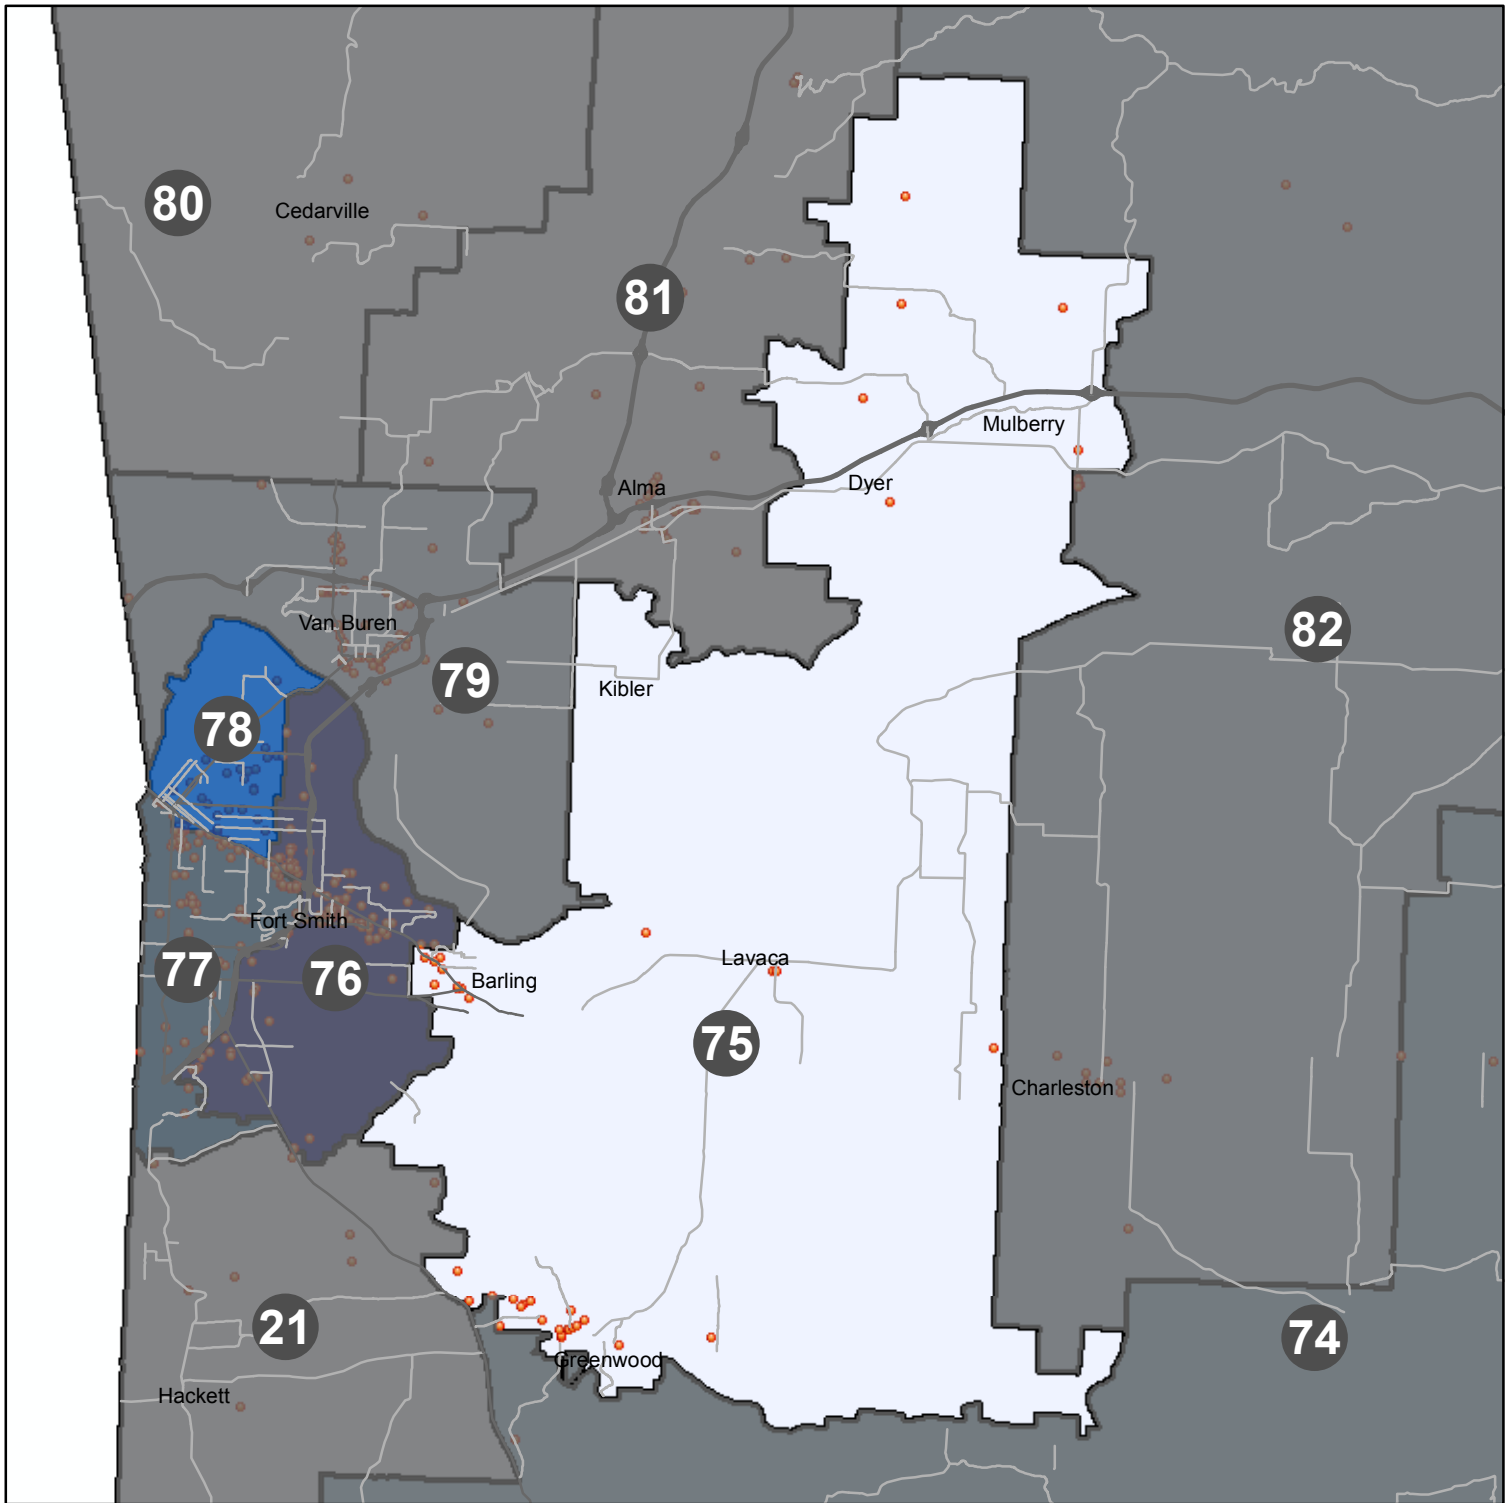 80
Cedarville
81
Mulberry
Dyer
Alma
Van Buren
82
79
Kibler
78
Fort Smith
Lavaca
77
76
Barling
75
Charleston
21
74
Greenwood
Hackett